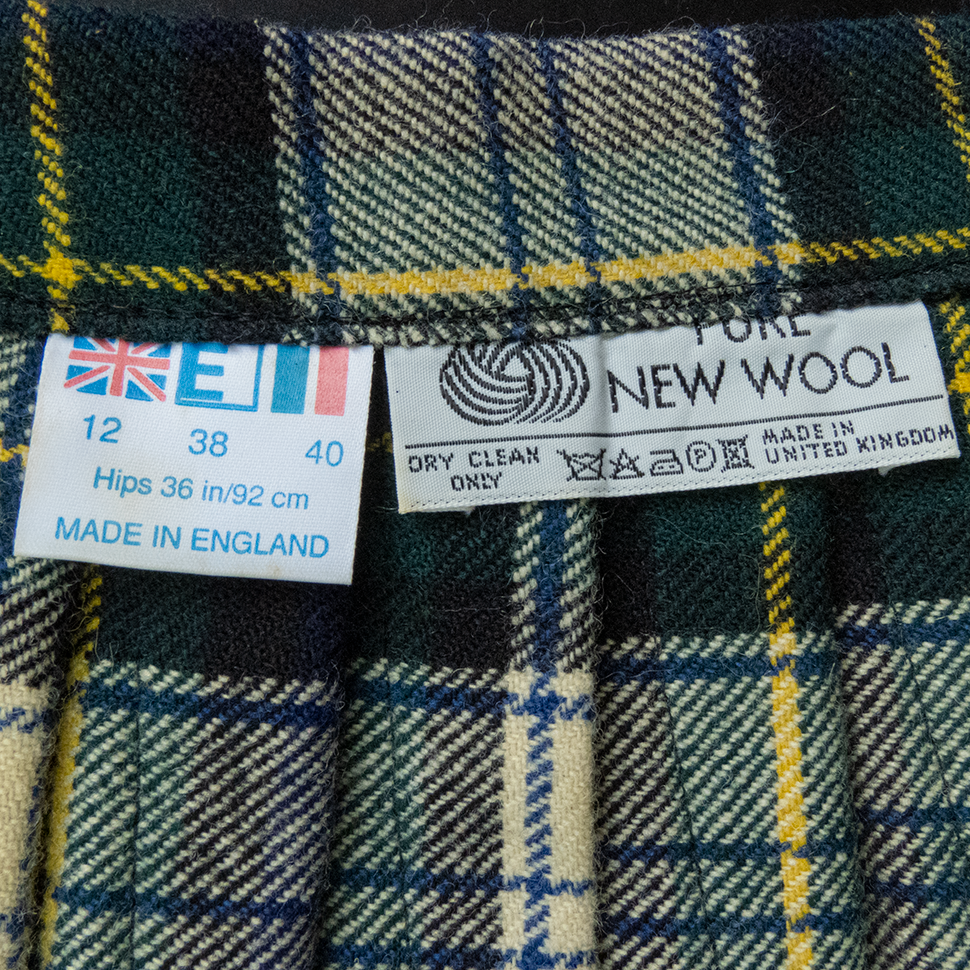 E
12 38 40
Hips 36 in/92 cm
MADE IN ENGLAND
PURE
NEW WOOL
DRY CLEAN
ONLY
P
MADE IN
UNITED KINGDOM